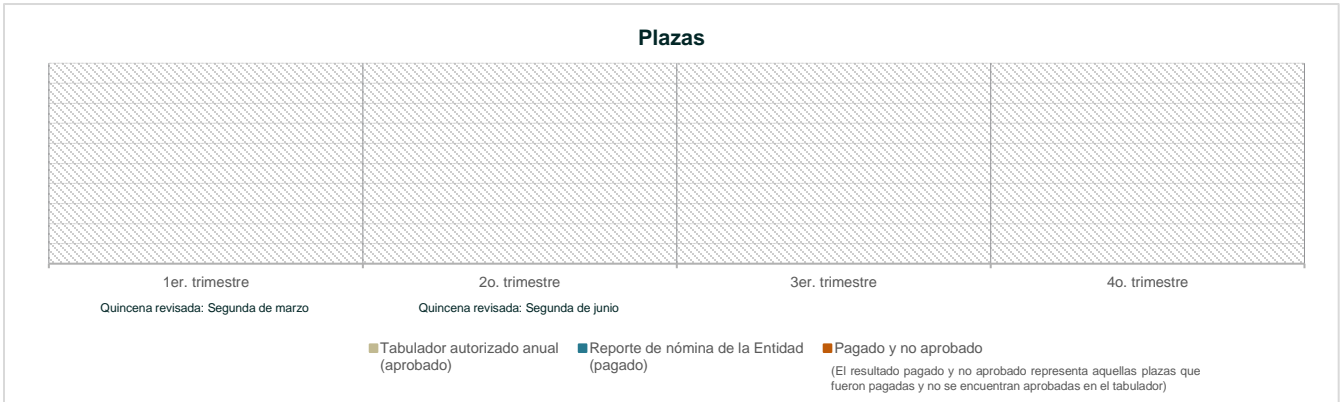 Plazas
1er. trimestre
2o. trimestre
3er. trimestre
4o. trimestre
Quincena revisada: Segunda de marzo
Quincena revisada: Segunda de junio
Tabulador autorizado anual
(aprobado)
Reporte de nómina de la Entidad
(pagado)
Pagado y no aprobado
(El resultado pagado y no aprobado representa aquellas plazas que
fueron pagadas y no se encuentran aprobadas en el tabulador)